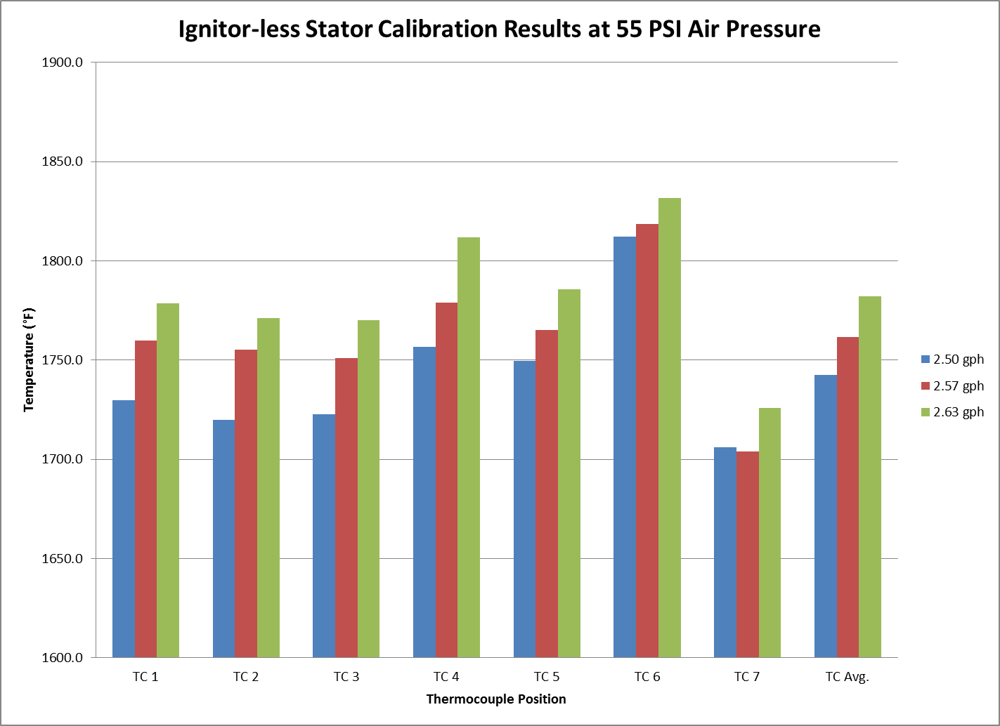 Ignitor-less Stator Calibration Results at 55 PSI Air Pressure
1900.0
1850.0
1800.0
1750.0
1700.0
1650.0
1600.0
Temperature (°F)
TC 1
TC 2
TC 3
TC 4
TC 5
TC 6
TC 7
TC Avg.
Thermocouple Position
2.50 gph
2.57 gph
2.63 gph